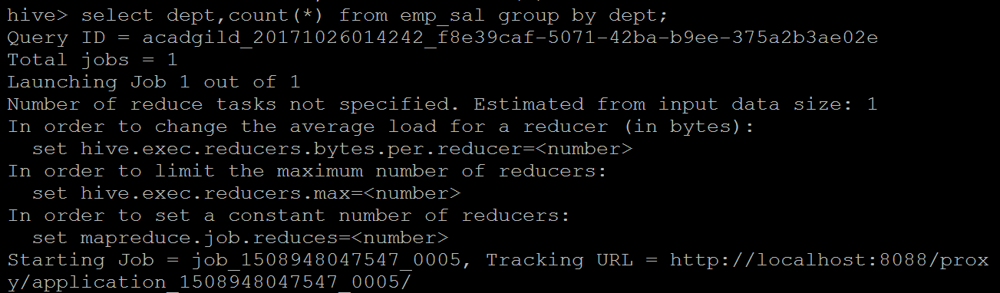 hive> select dept,count(*) from emp_sal group by dept;
Query ID = acadgild_20171026014242_f8e39caf-5071-42ba-b9ee-375a2b3ae02e
Total jobs = 1
Launching Job 1 out of 1
Number of reduce tasks not specified. Estimated from input data size: 1
In order to change the average load for a reducer (in bytes):
  set hive.exec.reducers.bytes.per.reducer=<number>
In order to limit the maximum number of reducers:
  set hive.exec.reducers.max=<number>
In order to set a constant number of reducers:
  set mapreduce.job.reduces=<number>
Starting Job = job_1508948047547_0005, Tracking URL = http://localhost:8088/prox
y/application_1508948047547_0005/